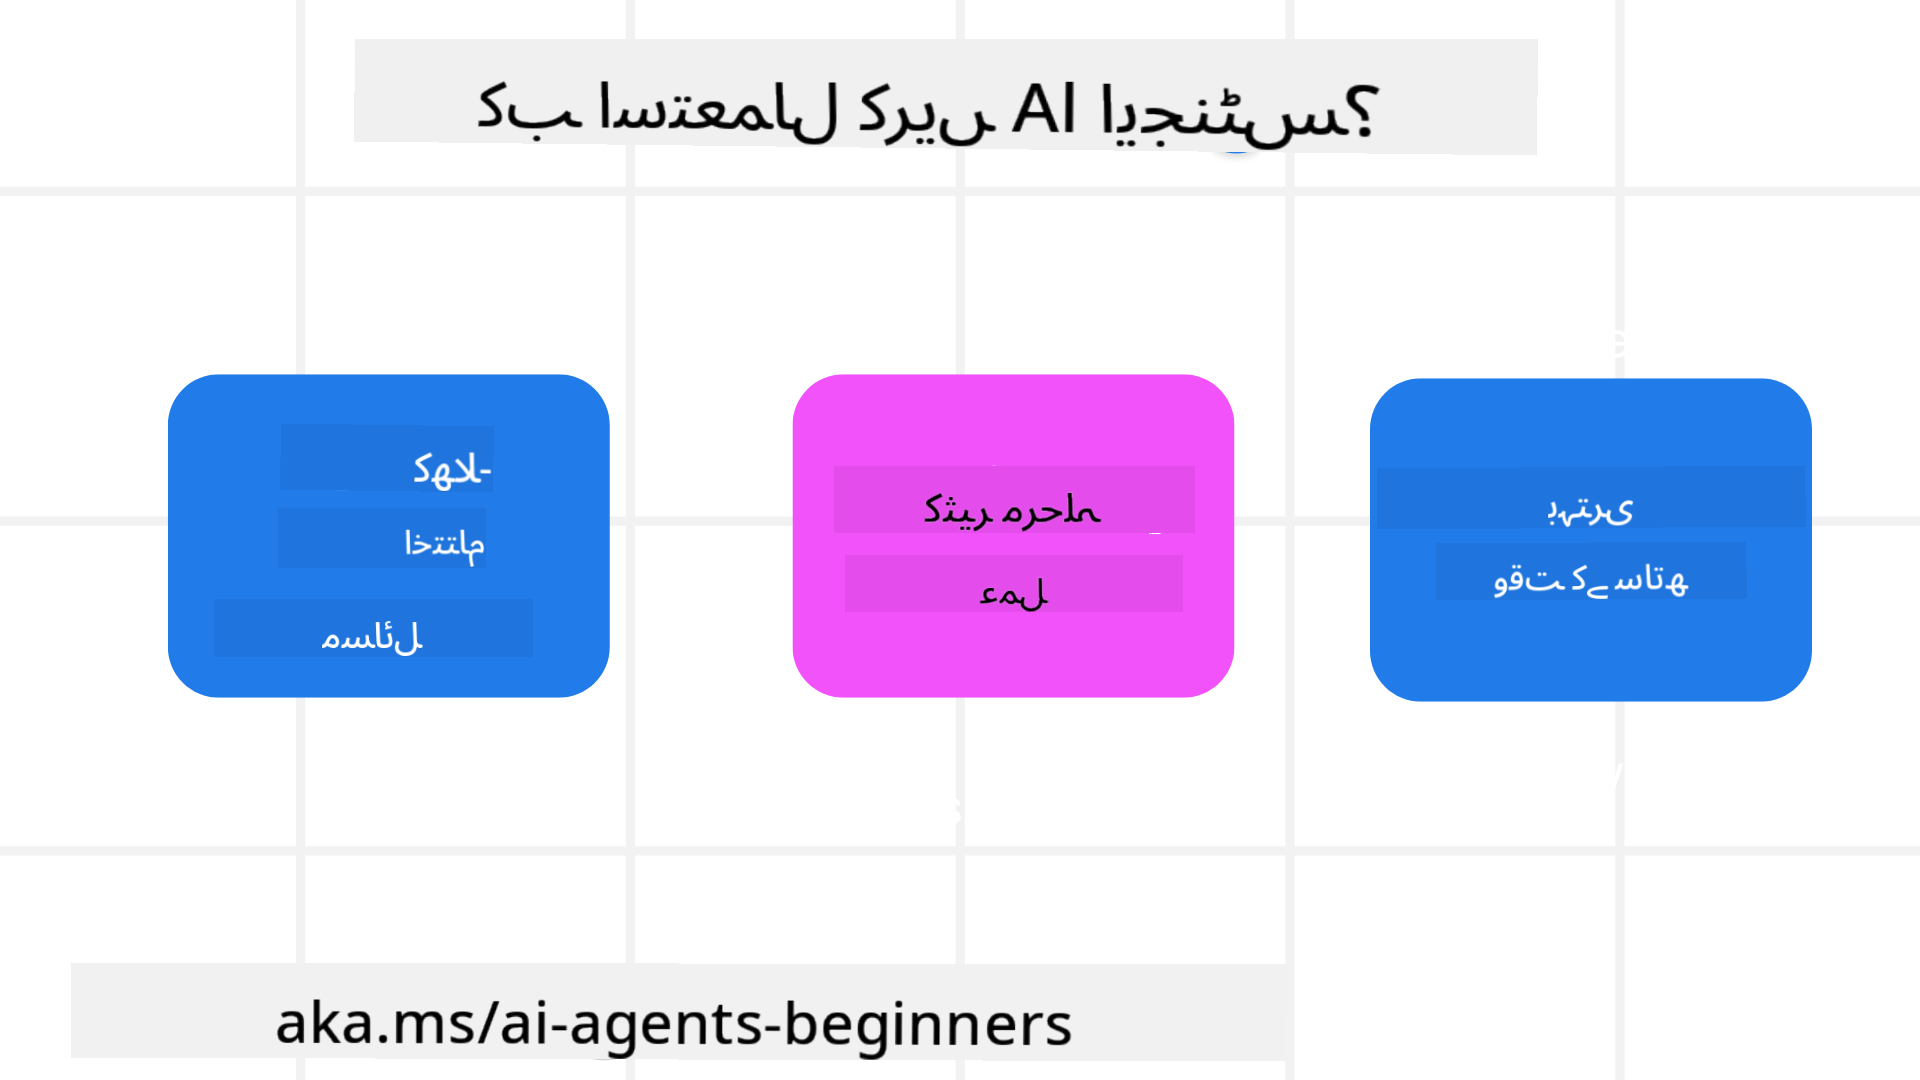 کب استعمال کریں AI ایجنٹس؟
کھلا-
اختتام
مسائل
کثیر مرحلہ
عمل
بہتری
وقت کے ساتھ
aka.ms/ai-agents-beginners